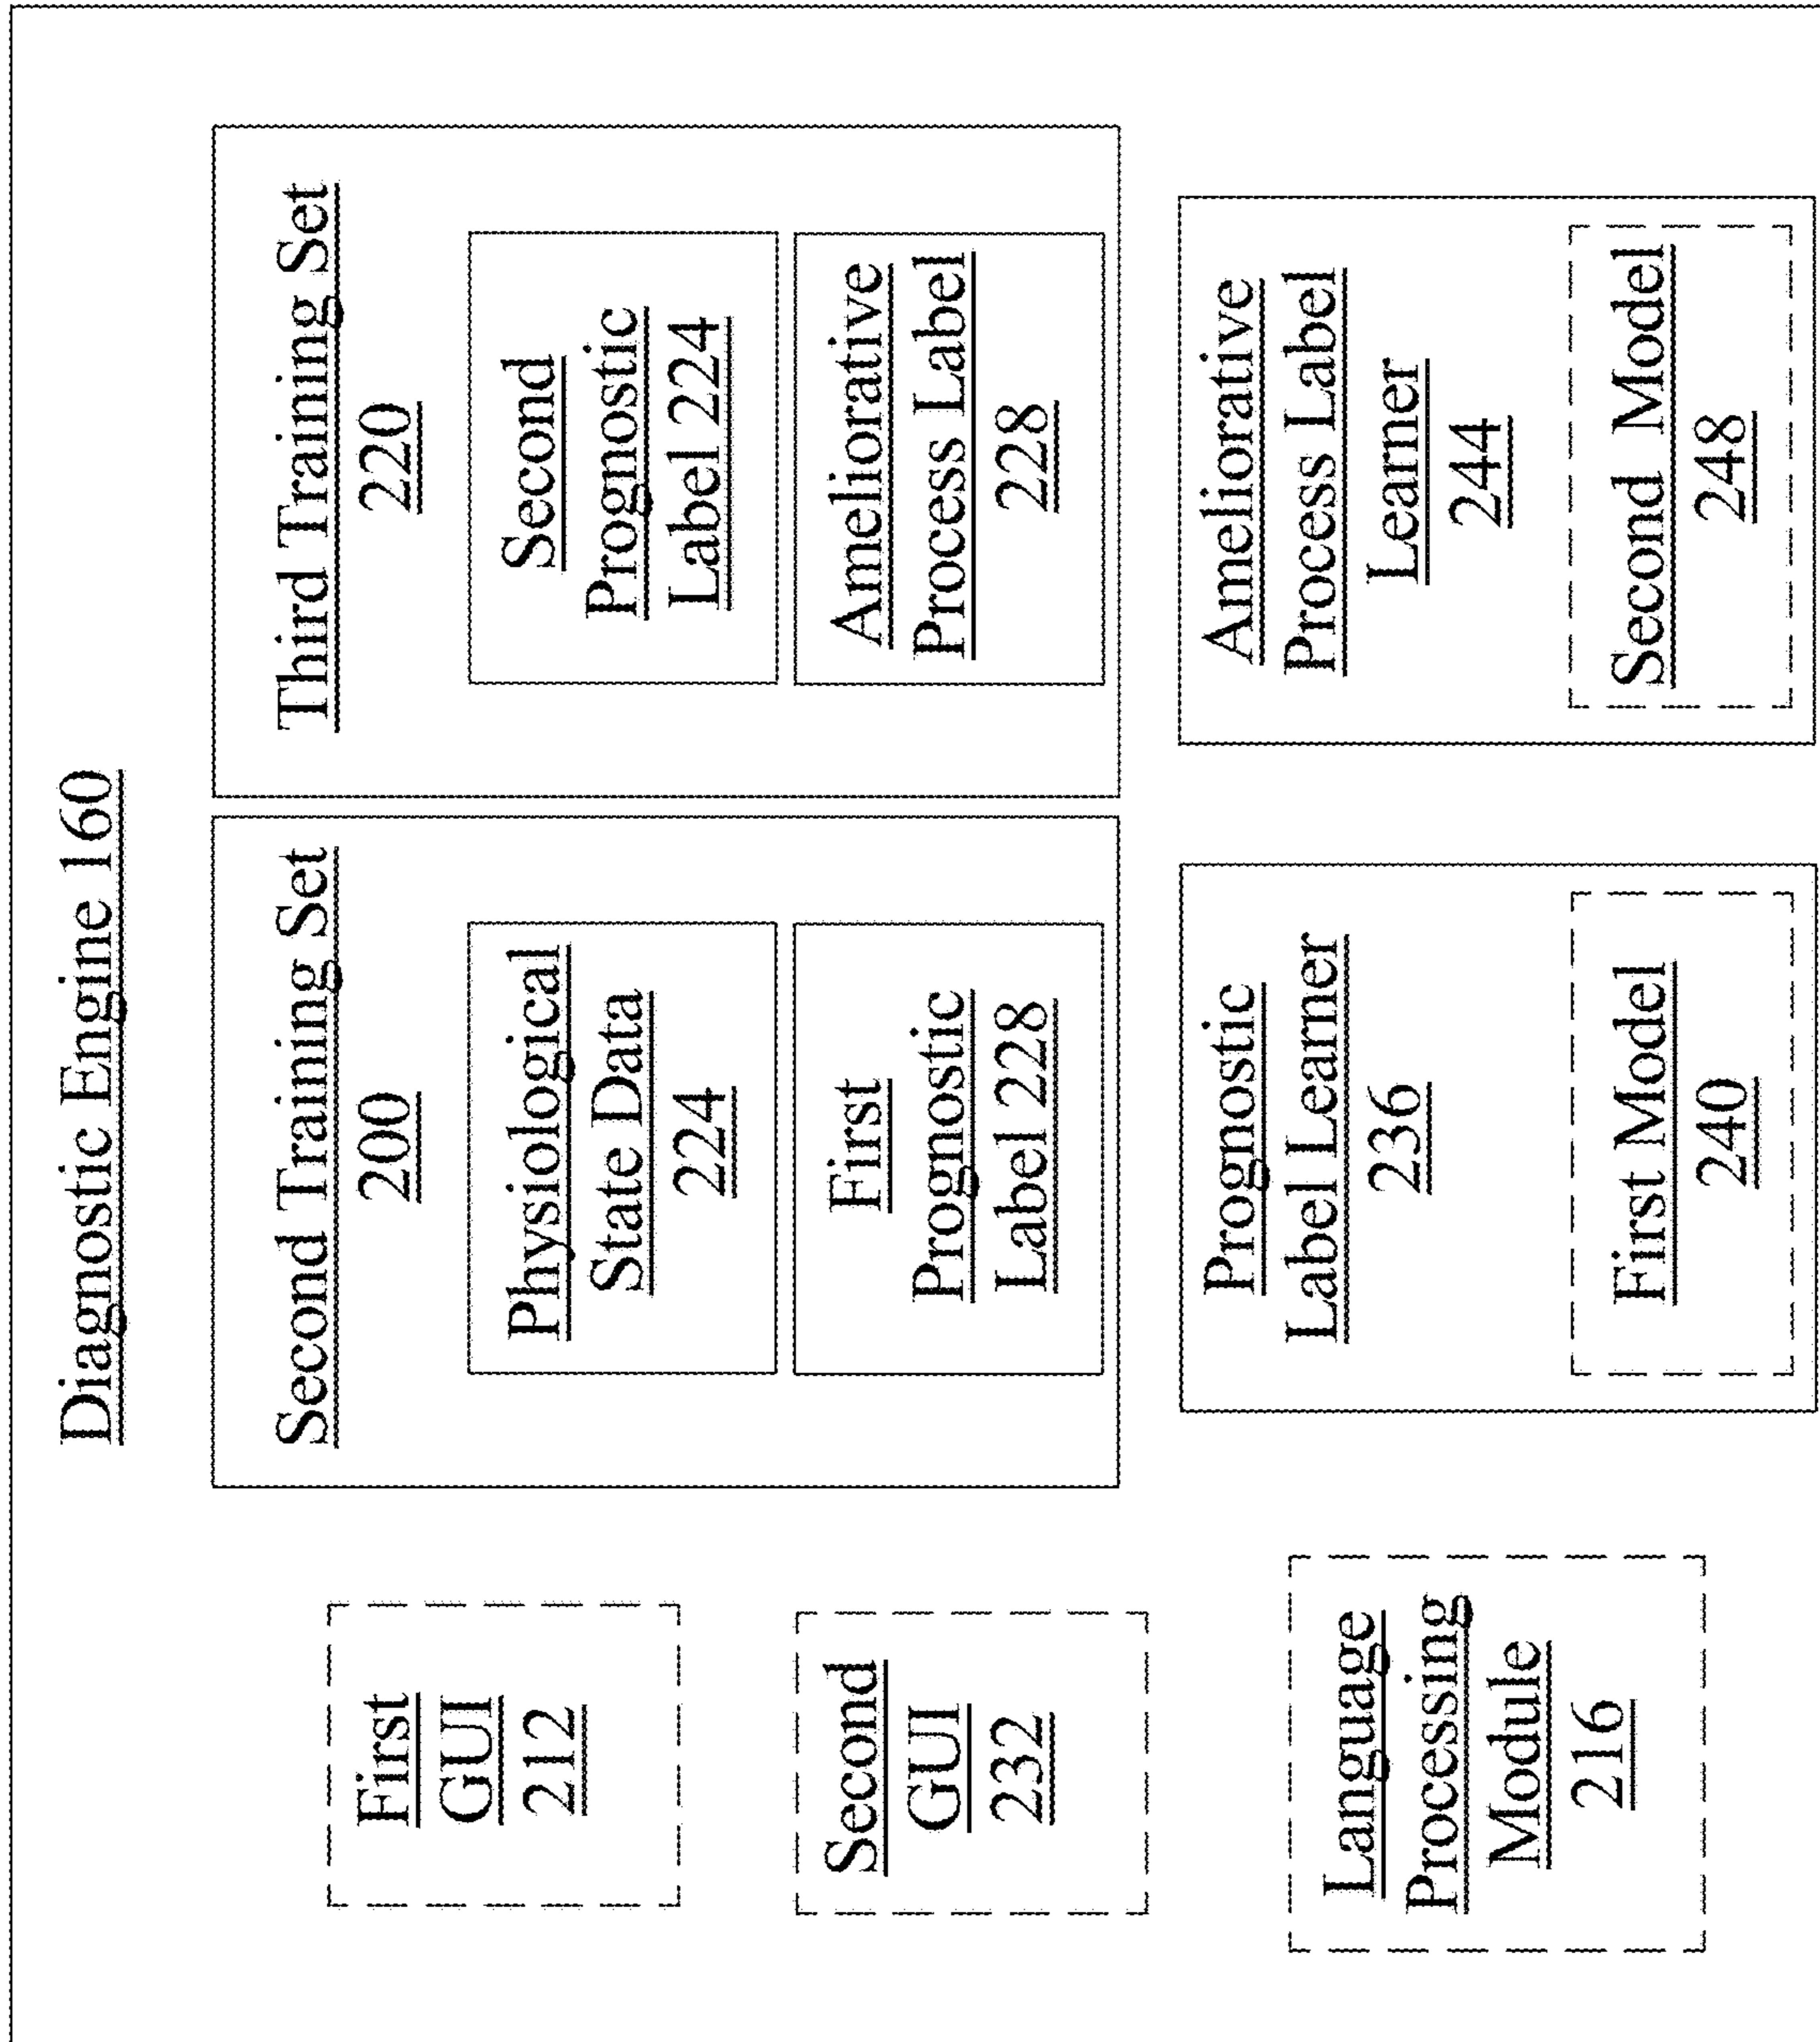 Diagnostic Engine 160
First
GUI
212
Second
GUI
232
Language
Processing
Module
216
Second Training Set
200
Physiological
State Data
224
First
Prognostic
Label 228
Prognostic
Label Learner
236
First Model
240
Third Training Set
220
Second
Prognostic
Label 224
Ameliorative
Process Label
228
Ameliorative
Process Label
Learner
244
Second Model
248